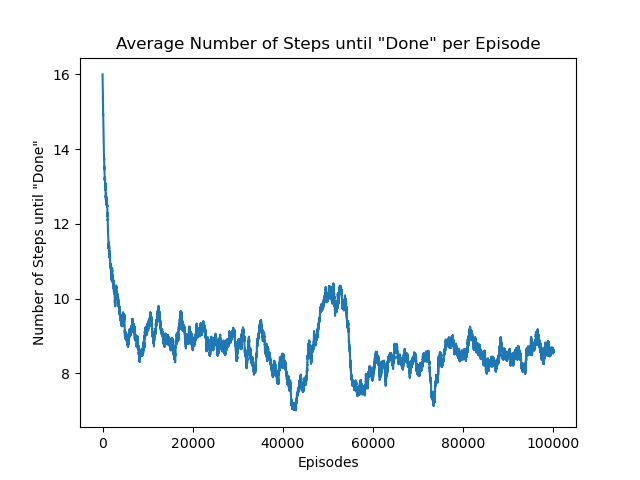 Average Number of Steps until "Done" per Episode
16
14
12
10
8
Number of Steps until "Done"
0 20000 40000 60000 80000 100000
Episodes